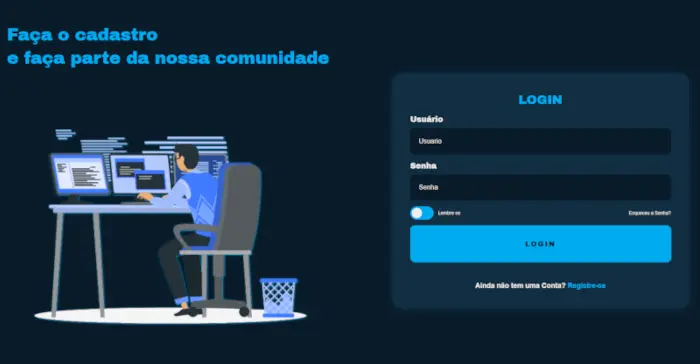 Faça o cadastro
e faça parte da nossa comunidade
LOGIN
Usuário
Usuario
Senha
Senha
Lembre se
Esqueceu a Senha?
LOGIN
Ainda não tem uma Conta? Registre-se